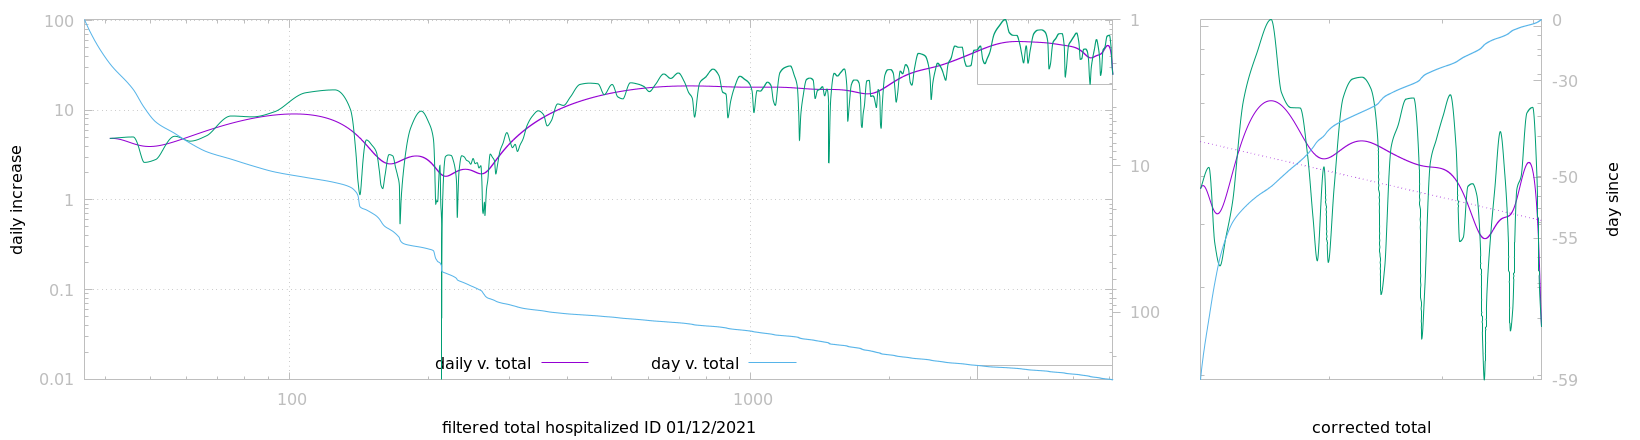 100
10
1
0.1
0.01
daily increase
100
1000
1
10
100
daily v. total
day v. total
filtered total hospitalized ID 01/12/2021
0
-30
-50
-55
-59
day since
corrected total